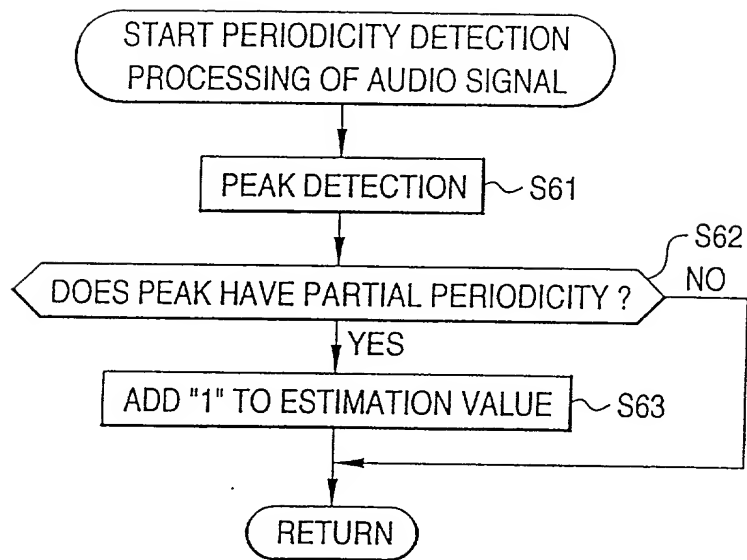 START PERIODICITY DETECTION
PROCESSING OF AUDIO SIGNAL
PEAK DETECTION
S61
S62
DOES PEAK HAVE PARTIAL PERIODICITY ?
NO
YES
ADD "1" TO ESTIMATION VALUE
S63
RETURN